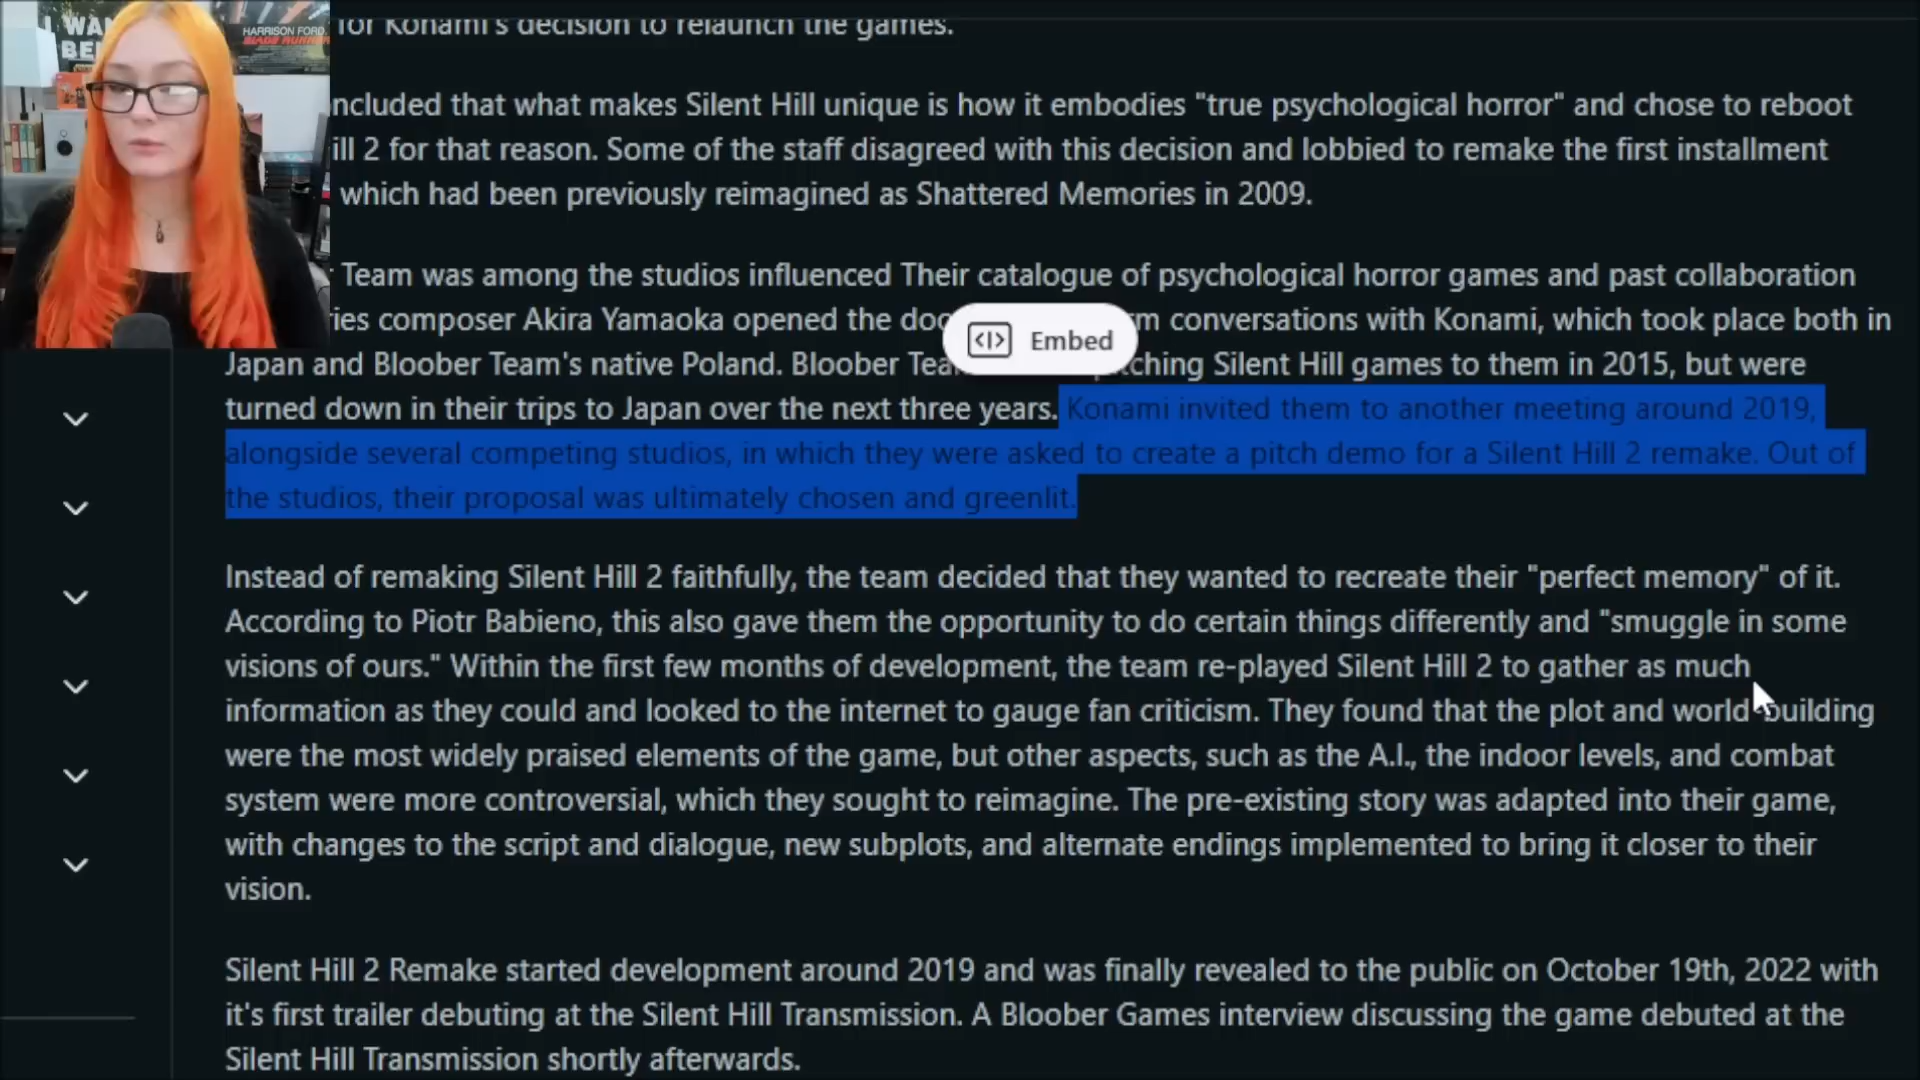 I WA
BE
HARRISON FORD
BLADE RUNNER
for Konami's decision to relaunch the games.
ncluded that what makes Silent Hill unique is how it embodies "true psychological horror" and chose to reboot
ill 2 for that reason. Some of the staff disagreed with this decision and lobbied to remake the first installment
which had been previously reimagined as Shattered Memories in 2009.
Team was among the studios influenced Their catalogue of psychological horror games and past collaboration
ries composer Akira Yamaoka opened the doo rm conversations with Konami, which took place both in
Embed
Japan and Bloober Team's native Poland. Bloober Tea tching Silent Hill games to them in 2015, but were
turned down in their trips to Japan over the next three years. Konami invited them to another meeting around 2019,
alongside several competing studios, in which they were asked to create a pitch demo for a Silent Hill 2 remake. Out of
the studios, their proposal was ultimately chosen and greenlit.
Instead of remaking Silent Hill 2 faithfully, the team decided that they wanted to recreate their "perfect memory" of it.
According to Piotr Babieno, this also gave them the opportunity to do certain things differently and "smuggle in some
visions of ours." Within the first few months of development, the team re-played Silent Hill 2 to gather as much
information as they could and looked to the internet to gauge fan criticism. They found that the plot and world-building
were the most widely praised elements of the game, but other aspects, such as the A.I., the indoor levels, and combat
system were more controversial, which they sought to reimagine. The pre-existing story was adapted into their game,
with changes to the script and dialogue, new subplots, and alternate endings implemented to bring it closer to their
vision.
Silent Hill 2 Remake started development around 2019 and was finally revealed to the public on October 19th, 2022 with
it's first trailer debuting at the Silent Hill Transmission. A Bloober Games interview discussing the game debuted at the
Silent Hill Transmission shortly afterwards.